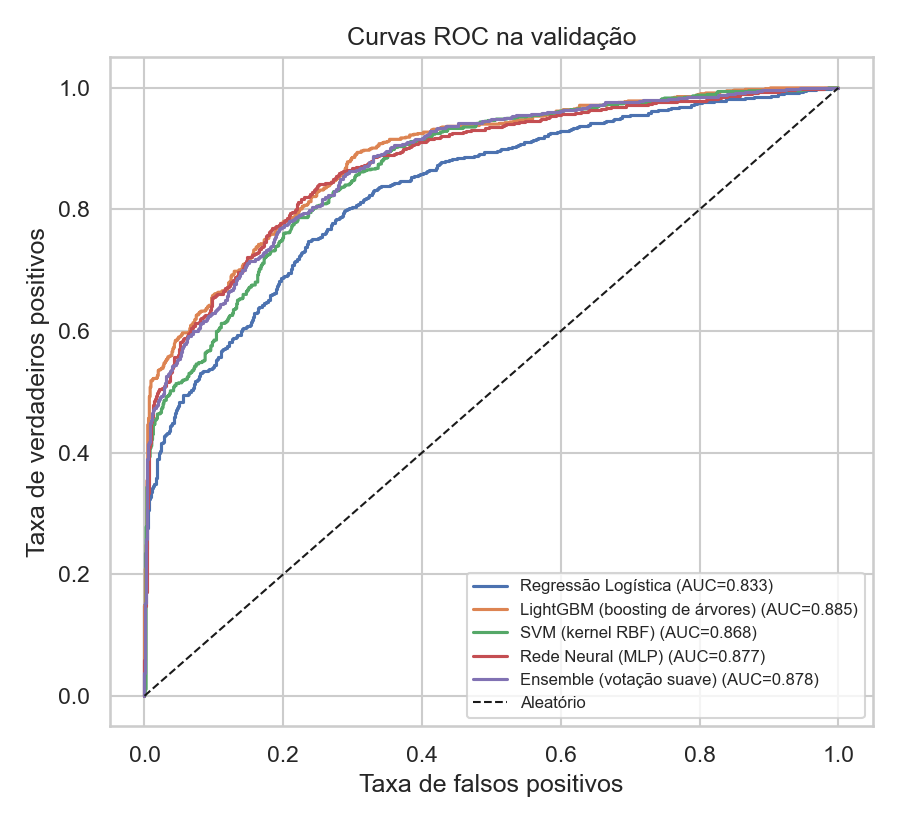 Curvas ROC na validação
Taxa de verdadeiros positivos
1.0
0.8
0.6
0.4
0.2
0.0
0.0 0.2 0.4 0.6 0.8 1.0
Taxa de falsos positivos
Regressão Logística (AUC=0.833)
LightGBM (boosting de árvores) (AUC=0.885)
SVM (kernel RBF) (AUC=0.868)
Rede Neural (MLP) (AUC=0.877)
Ensemble (votação suave) (AUC=0.878)
Aleatório